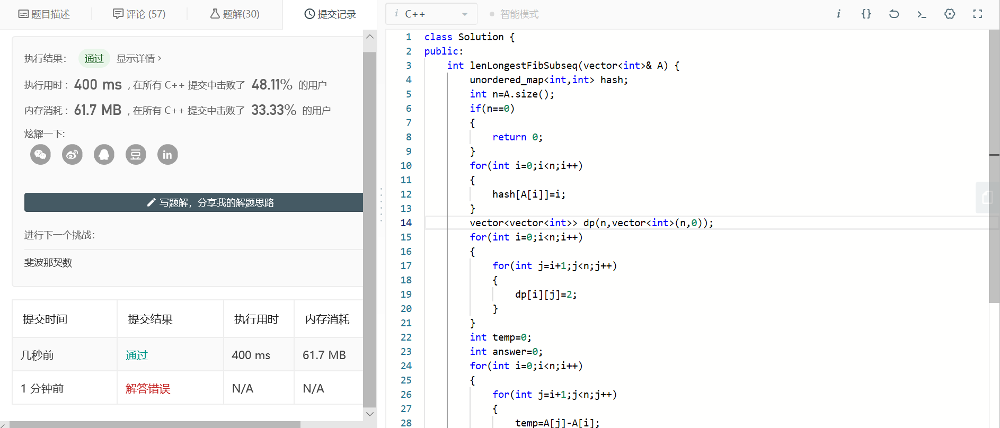 题目描述
评论 (57)
题解(30)
提交记录
执行结果：
通过
显示详情 ›
执行用时 : 400 ms , 在所有 C++ 提交中击败了 48.11% 的用户
内存消耗 : 61.7 MB , 在所有 C++ 提交中击败了 33.33% 的用户
炫耀一下:
豆
in
写题解，分享我的解题思路
进行下一个挑战：
斐波那契数
提交时间 提交结果 执行用时 内存消耗
几秒前 通过 400 ms 61.7 MB
1 分钟前 解答错误 N/A N/A
i C++
智能模式
i {}
1 class Solution {
2 public:
3 int lenLongestFibSubseq(vector<int>& A) {
4 unordered_map<int,int> hash;
5 int n=A.size();
6 if(n==0)
7 {
8 return 0;
9 }
10 for(int i=0;i<n;i++)
11 {
12 hash[A[i]]=i;
13 }
14 vector<vector<int>> dp(n,vector<int>(n,0));
15 for(int i=0;i<n;i++)
16 {
17 for(int j=i+1;j<n;j++)
18 {
19 dp[i][j]=2;
20 }
21 }
22 int temp=0;
23 int answer=0;
24 for(int i=0;i<n;i++)
25 {
26 for(int j=i+1;j<n;j++)
27 {
28 temp=A[j]-A[i];